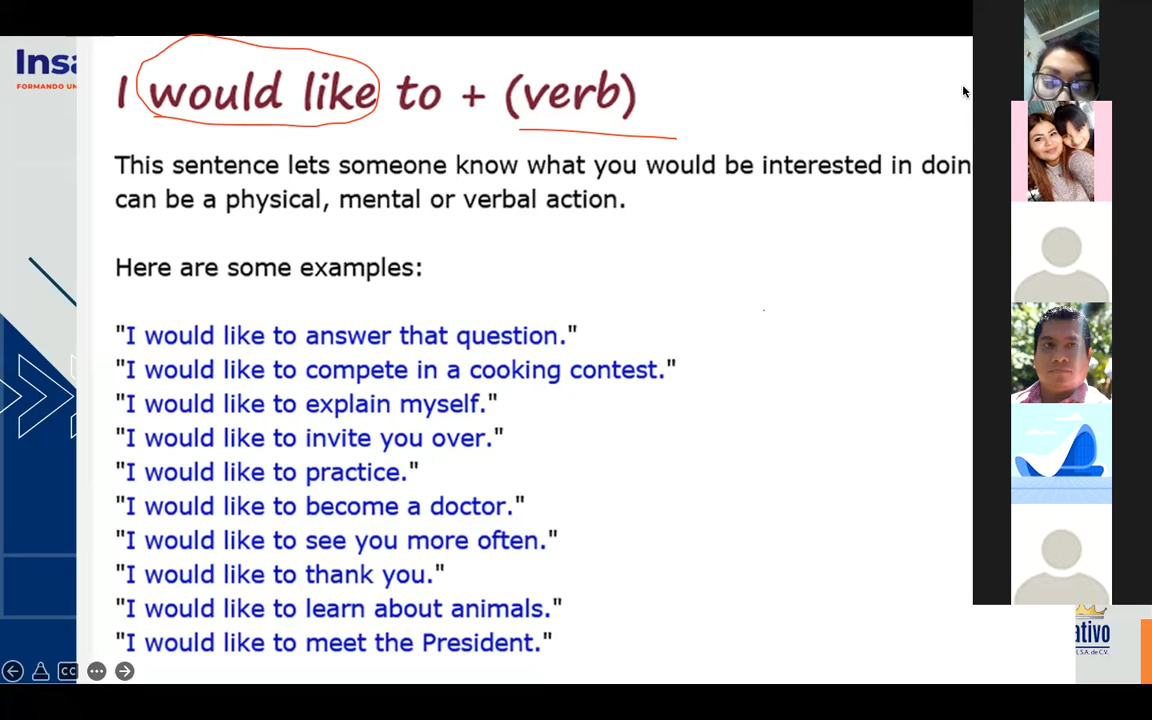 Insa
FORMANDO UN
I would like to + (verb)
This sentence lets someone know what you would be interested in doin
can be a physical, mental or verbal action.
Here are some examples:
"I would like to answer that question."
"I would like to compete in a cooking contest."
"I would like to explain myself."
"I would like to invite you over."
"I would like to practice."
"I would like to become a doctor."
"I would like to see you more often."
"I would like to thank you."
"I would like to learn about animals."
"I would like to meet the President."
ativo
S.A. de C.V.
CC